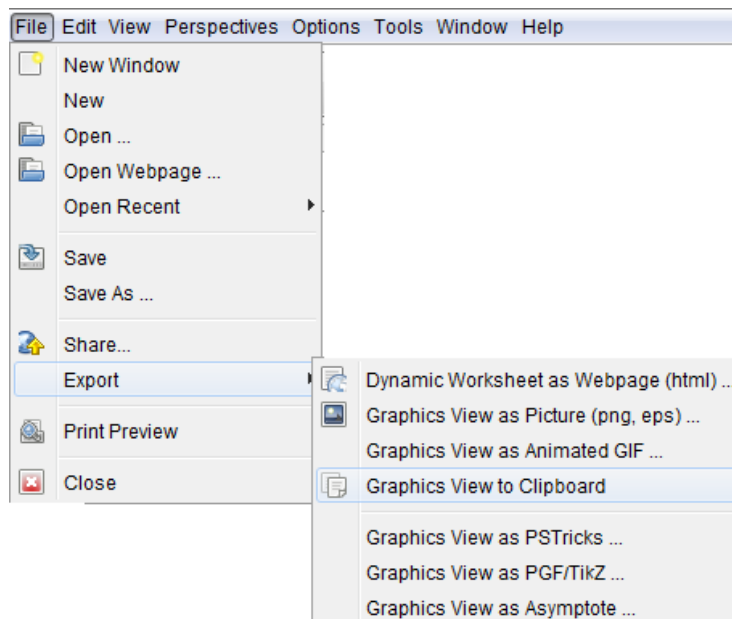 File Edit View Perspectives Options Tools Window Help
New Window
New
Open ...
Open Webpage ...
Open Recent
Save
Save As ...
Share...
Export
Print Preview
Close
Dynamic Worksheet as Webpage (html) ...
Graphics View as Picture (png, eps) ...
Graphics View as Animated GIF ...
Graphics View to Clipboard
Graphics View as PSTricks ...
Graphics View as PGF/TikZ ...
Graphics View as Asymptote ...